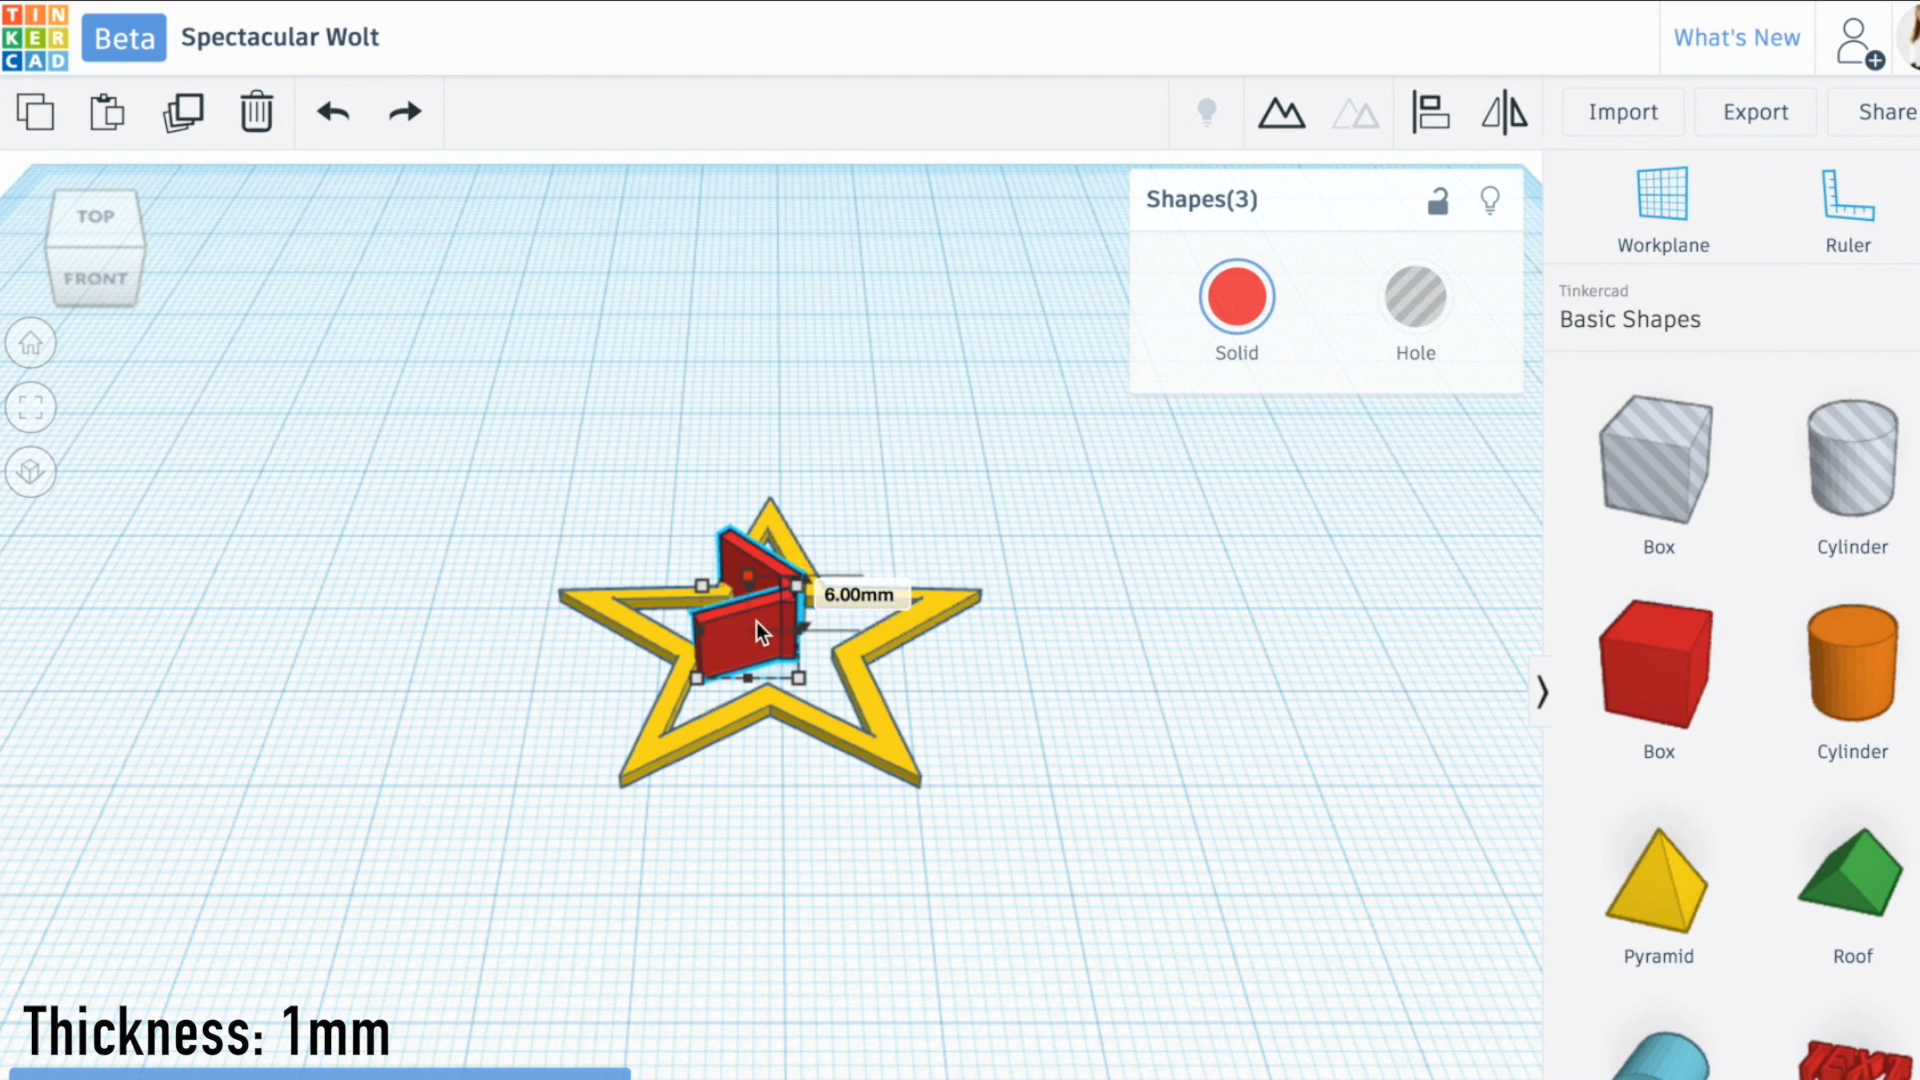 TIN
KER
CAD
Beta
Spectacular Wolt
What's New
Import
Export
Share
TOP
FRONT
Shapes(3)
Solid
Hole
Workplane
Ruler
Tinkercad
Basic Shapes
Box
Cylinder
6.00mm
Box
Cylinder
Pyramid
Roof
TEXT
Thickness: 1mm